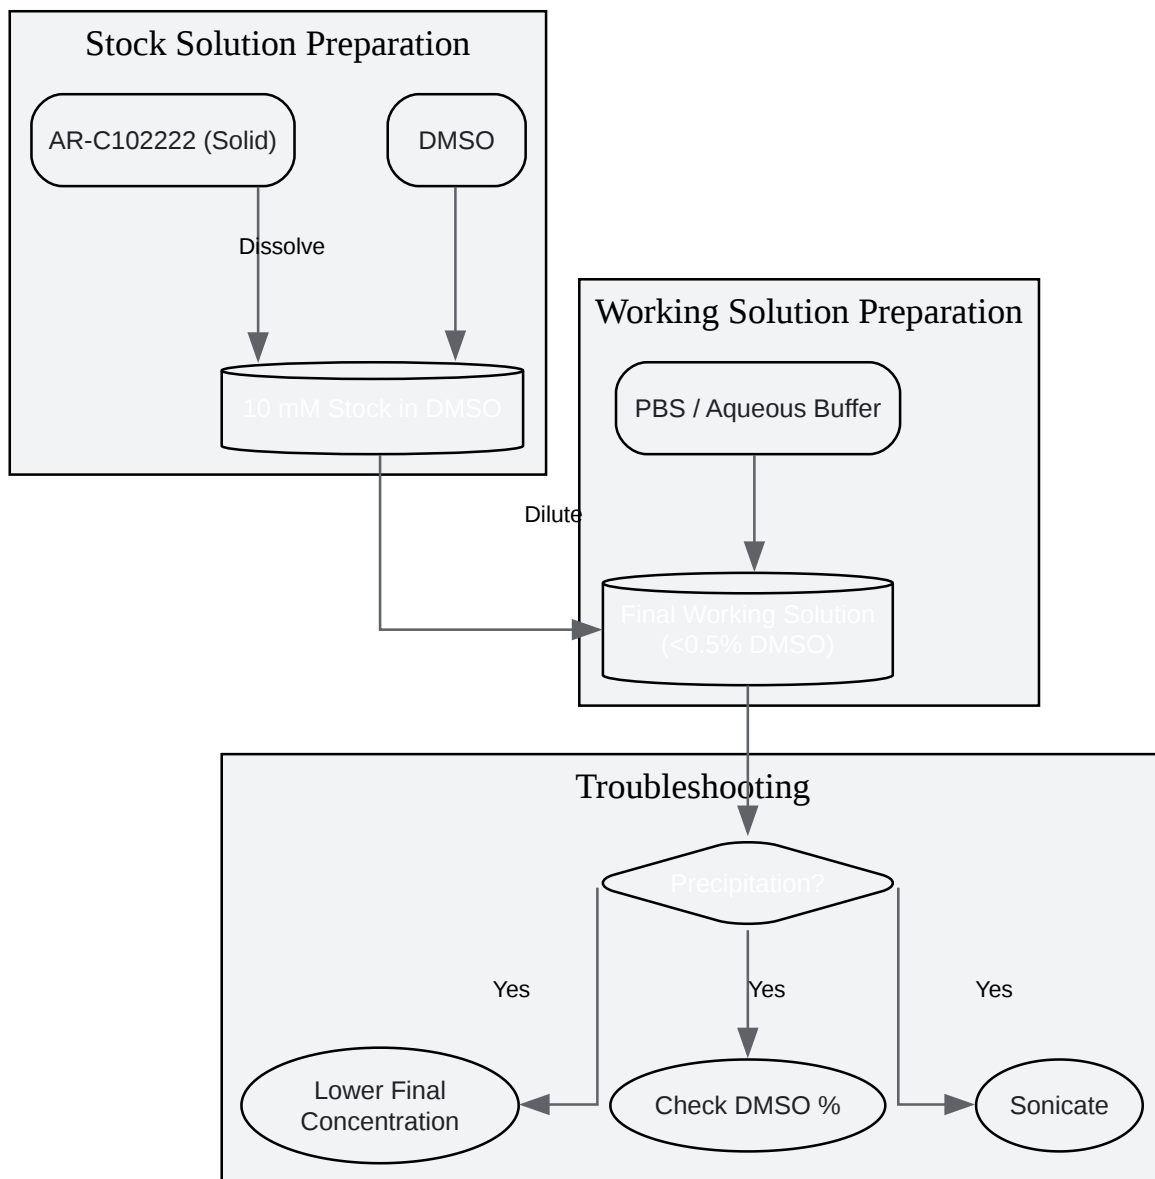 Stock Solution Preparation
AR-C102222 (Solid)
DMSO
Dissolve
10 mM Stock in DMSO
Working Solution Preparation
PBS / Aqueous Buffer
Dilute
Final Working Solution
(<0.5% DMSO)
Troubleshooting
Precipitation?
Yes
Yes
Yes
Lower Final
Concentration
Check DMSO %
Sonicate